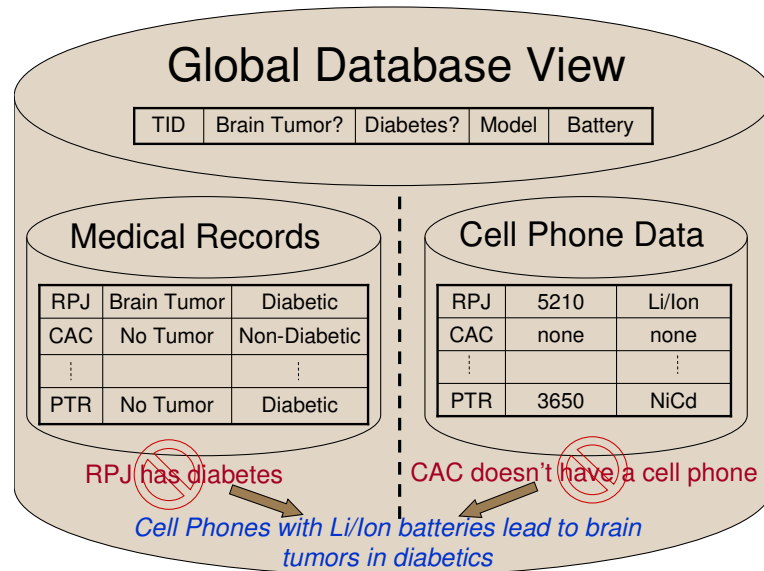 Global Database View
TID Brain Tumor? Diabetes? Model Battery
Medical Records
RPJ Brain Tumor Diabetic
CAC No Tumor Non-Diabetic
PTR No Tumor Diabetic
RPJ has diabetes
Cell Phone Data
RPJ 5210 Li/Ion
CAC none none
PTR 3650 NiCd
CAC doesn't have a cell phone
Cell Phones with Li/Ion batteries lead to brain
tumors in diabetics